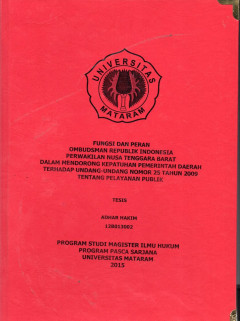 UNIVERSITAS
MATARAM
FUNGSI DAN PERAN
OMBUDSMAN REPUBLIK INDONESIA
PERWAKILAN NUSA TENGGARA BARAT
DALAM MENDORONG KEPATUHAN PEMERINTAH DAERAH
TERHADAP UNDANG-UNDANG NOMOR 25 TAHUN 2009
TENTANG PELAYANAN PUBLIK
TESIS
HAKIM
PROGRAM STUDI MAGISTER ILMU HUKUM
PROGRAM PASCA SARJANA
UNIVERSITAS MATARAM
2015